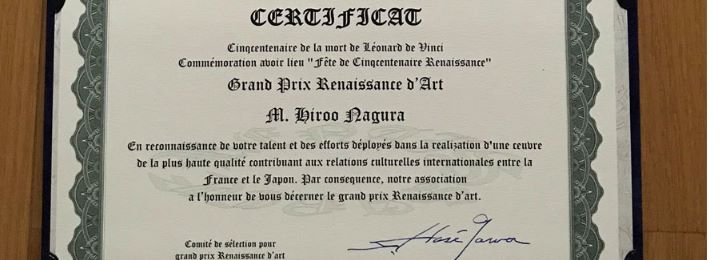 CERTIFICAT
Cinqcentenaire de la mort de Léonard de Vinci
Commémoration avoir lieu "Fête de Cinqcentenaire Renaissance"
Grand Prix Renaissance d'Art
M. Hiroo Nagura
En reconnaissance de votre talent et des efforts déployés dans la realization d'une ceuvre
de la plus haute qualité contribuant aux relations culturelles internationales entre la
France et le Japon. Par consequence, notre association
a l'honneur de vous décerner le grand prix Renaissance d'art.
Comité de sélection pour
grand prix Renaissance d'art